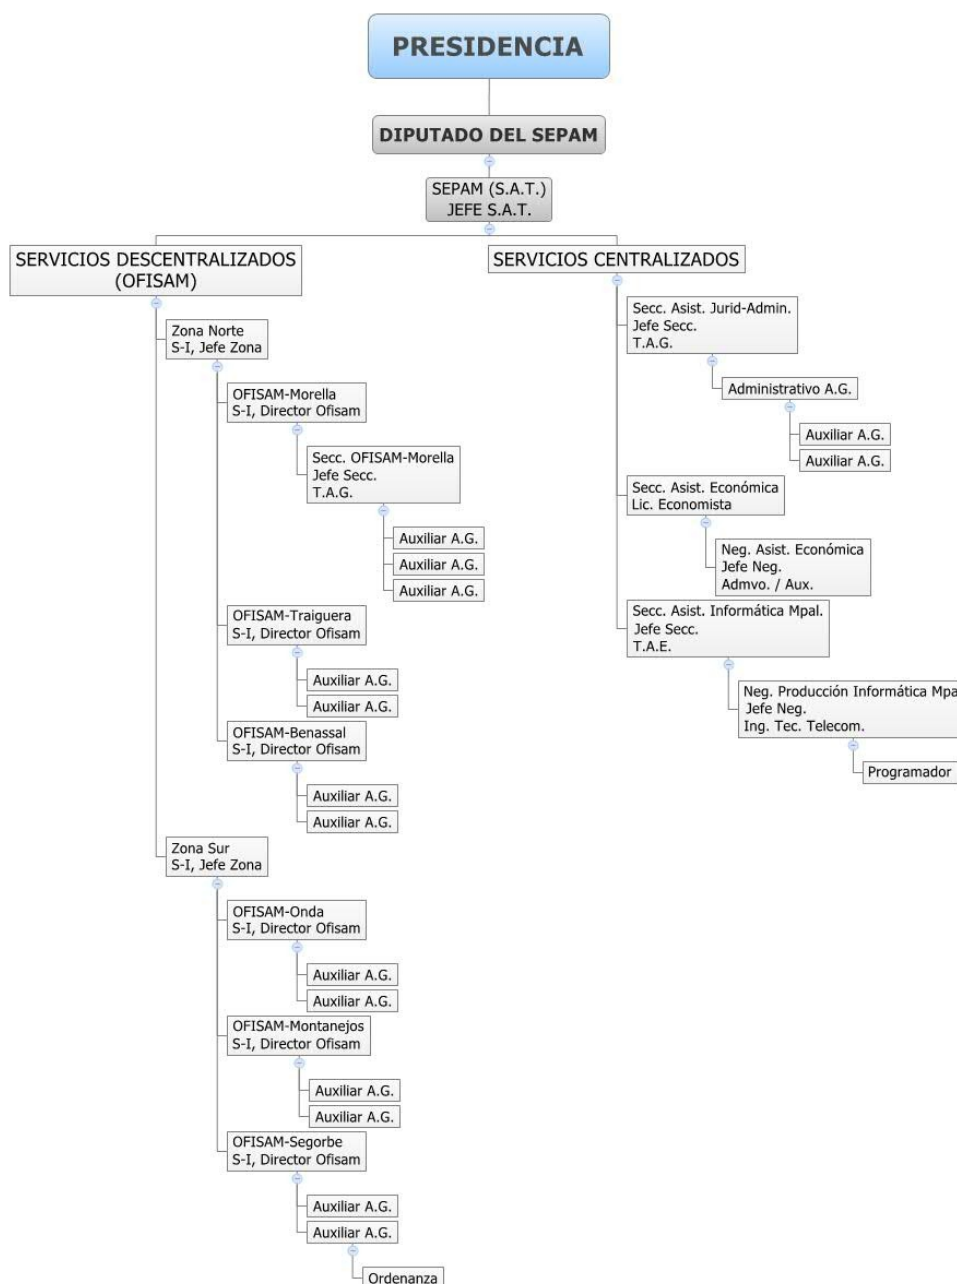 PRESIDENCIA
DIPUTADO DEL SEPAM
SEPAM (S.A.T.)
JEFE S.A.T.
SERVICIOS DESCENTRALIZADOS
(OFISAM)
Zona Norte
S-I, Jefe Zona
OFISAM-Morella
S-I, Director Ofisam
Secc. OFISAM-Morella
Jefe Secc.
T.A.G.
Auxiliar A.G.
Auxiliar A.G.
Auxiliar A.G.
OFISAM-Traiguera
S-I, Director Ofisam
Auxiliar A.G.
Auxiliar A.G.
OFISAM-Benassal
S-I, Director Ofisam
Auxiliar A.G.
Auxiliar A.G.
Zona Sur
S-I, Jefe Zona
OFISAM-Onda
S-I, Director Ofisam
Auxiliar A.G.
Auxiliar A.G.
OFISAM-Montanejos
S-I, Director Ofisam
Auxiliar A.G.
Auxiliar A.G.
OFISAM-Segorbe
S-I, Director Ofisam
Auxiliar A.G.
Auxiliar A.G.
Ordenanza
SERVICIOS CENTRALIZADOS
Secc. Asist. Jurid-Admin.
Jefe Secc.
T.A.G.
Administrativo A.G.
Auxiliar A.G.
Auxiliar A.G.
Secc. Asist. Económica
Lic. Economista
Neg. Asist. Económica
Jefe Neg.
Admvo. / Aux.
Secc. Asist. Informática Mpal.
Jefe Secc.
T.A.E.
Neg. Producción Informática Mpa
Jefe Neg.
Ing. Tec. Telecom.
Programador